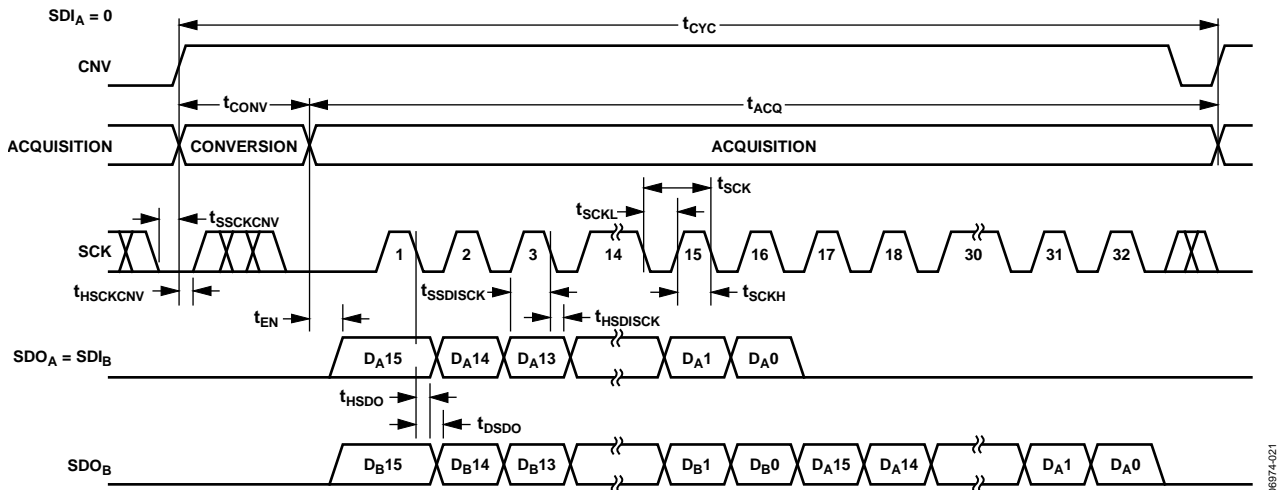 SDIA = 0
tCYC
CNV
tCONV
tACQ
ACQUISITION
CONVERSION
ACQUISITION
tSCK
tSCKL
tSSCKCNV
SCK
1 2 3 14 15 16 17 18 30 31 32
tHSCKCNV
tSSDISCK
tSCKH
tEN
tHSDISCK
SDOA = SDIB
DA15 DA14 DA13 DA1 DA0
tHSDO
tDSDO
SDOB
DB15 DB14 DB13 DB1 DB0 DA15 DA14 DA1 DA0
06974-021